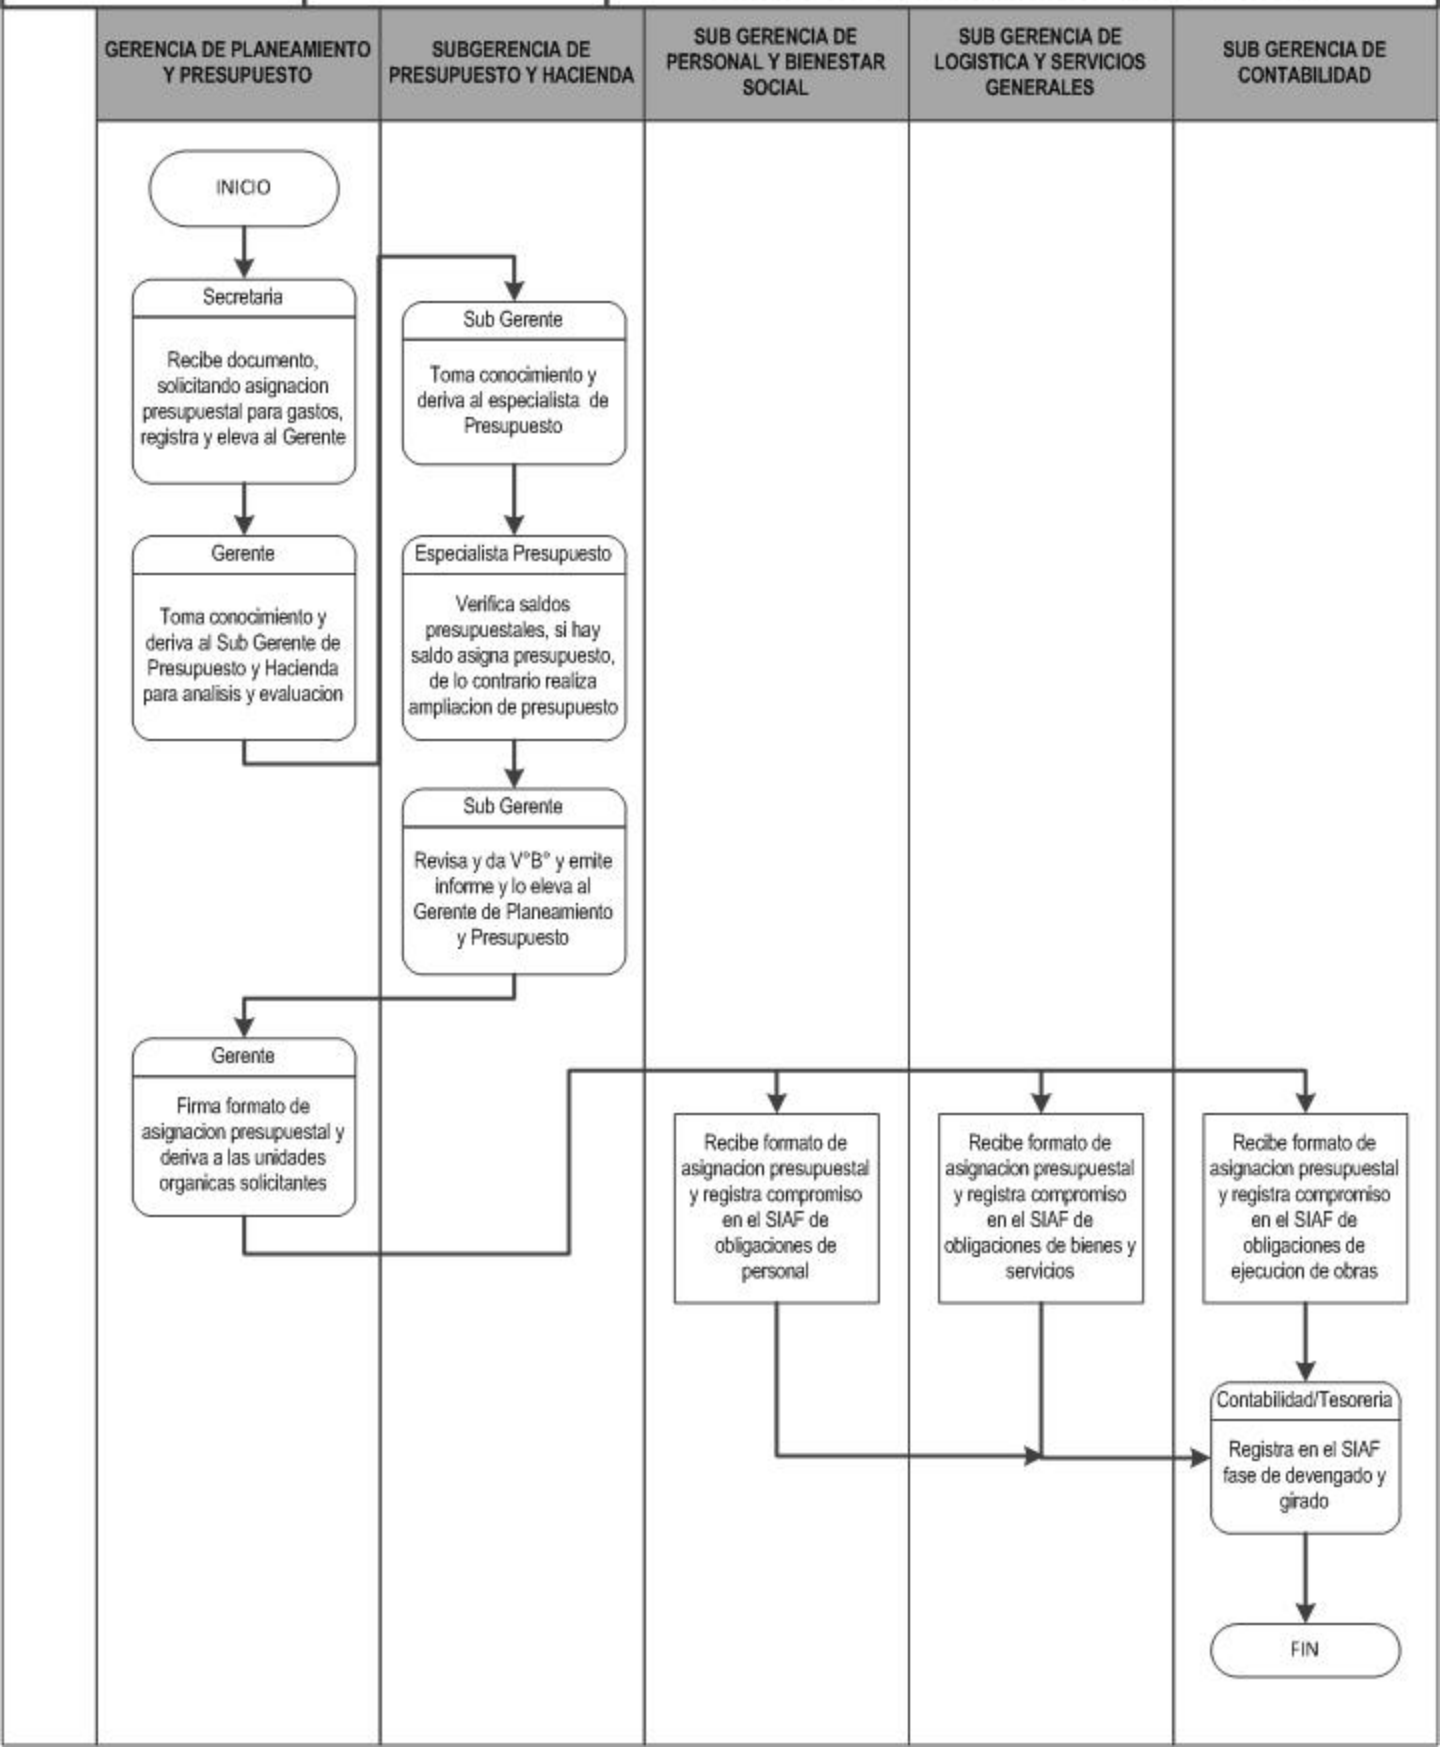 GERENCIA DE PLANEAMIENTO
Y PRESUPUESTO
SUBGERENCIA DE
PRESUPUESTO Y HACIENDA
SUB GERENCIA DE
PERSONAL Y BIENESTAR
SOCIAL
SUB GERENCIA DE
LOGISTICA Y SERVICIOS
GENERALES
SUB GERENCIA DE
CONTABILIDAD
INICIO
Secretaria
Recibe documento,
solicitando asignacion
presupuestal para gastos,
registra y eleva al Gerente
Gerente
Toma conocimiento y
deriva al Sub Gerente de
Presupuesto y Hacienda
para analisis y evaluacion
Sub Gerente
Toma conocimiento y
deriva al especialista de
Presupuesto
Especialista Presupuesto
Verifica saldos
presupuestales, si hay
saldo asigna presupuesto,
de lo contrario realiza
ampliacion de presupuesto
Sub Gerente
Revisa y da V°B° y emite
informe y lo eleva al
Gerente de Planeamiento
y Presupuesto
Gerente
Firma formato de
asignacion presupuestal y
deriva a las unidades
organicas solicitantes
Recibe formato de
asignacion presupuestal
y registra compromiso
en el SIAF de
obligaciones de
personal
Recibe formato de
asignacion presupuestal
y registra compromiso
en el SIAF de
obligaciones de bienes y
servicios
Recibe formato de
asignacion presupuestal
y registra compromiso
en el SIAF de
obligaciones de
ejecucion de obras
Contabilidad/Tesoreria
Registra en el SIAF
fase de devengado y
girado
FIN